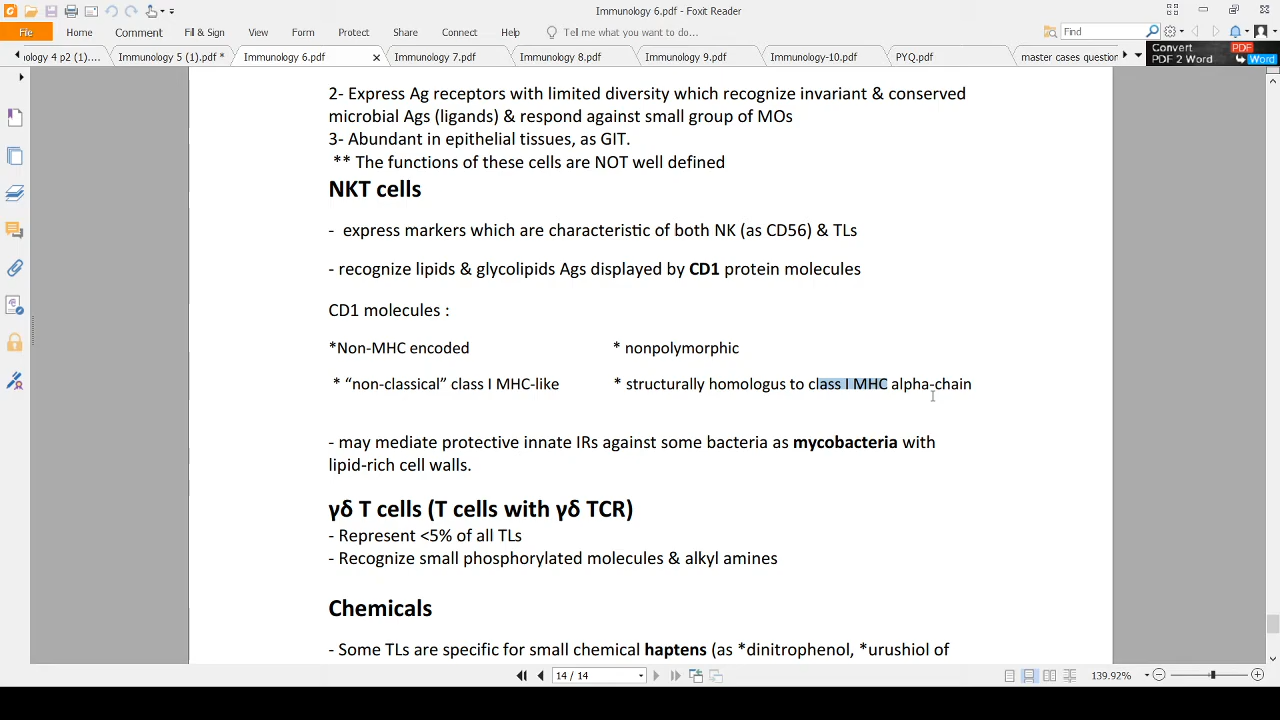 Immunology 6.pdf - Foxit Reader
File Home Comment Fill & Sign View Form Protect Share Connect Help Tell me what you want to do... Find
ology 4 p2 (1).... Immunology 5 (1).pdf * Immunology 6.pdf Immunology 7.pdf Immunology 8.pdf Immunology 9.pdf Immunology-10.pdf PYQ.pdf master cases question
Convert PDF
PDF 2 Word Word
2- Express Ag receptors with limited diversity which recognize invariant & conserved
microbial Ags (ligands) & respond against small group of MOs
3- Abundant in epithelial tissues, as GIT.
** The functions of these cells are NOT well defined
NKT cells
- express markers which are characteristic of both NK (as CD56) & TLs
- recognize lipids & glycolipids Ags displayed by CD1 protein molecules
CD1 molecules :
*Non-MHC encoded * nonpolymorphic
* “non-classical” class I MHC-like * structurally homologus to class I MHC alpha-chain
- may mediate protective innate IRs against some bacteria as mycobacteria with
lipid-rich cell walls.
γδ T cells (T cells with γδ TCR)
- Represent <5% of all TLs
- Recognize small phosphorylated molecules & alkyl amines
Chemicals
- Some TLs are specific for small chemical haptens (as *dinitrophenol, *urushiol of
14 / 14 139.92%